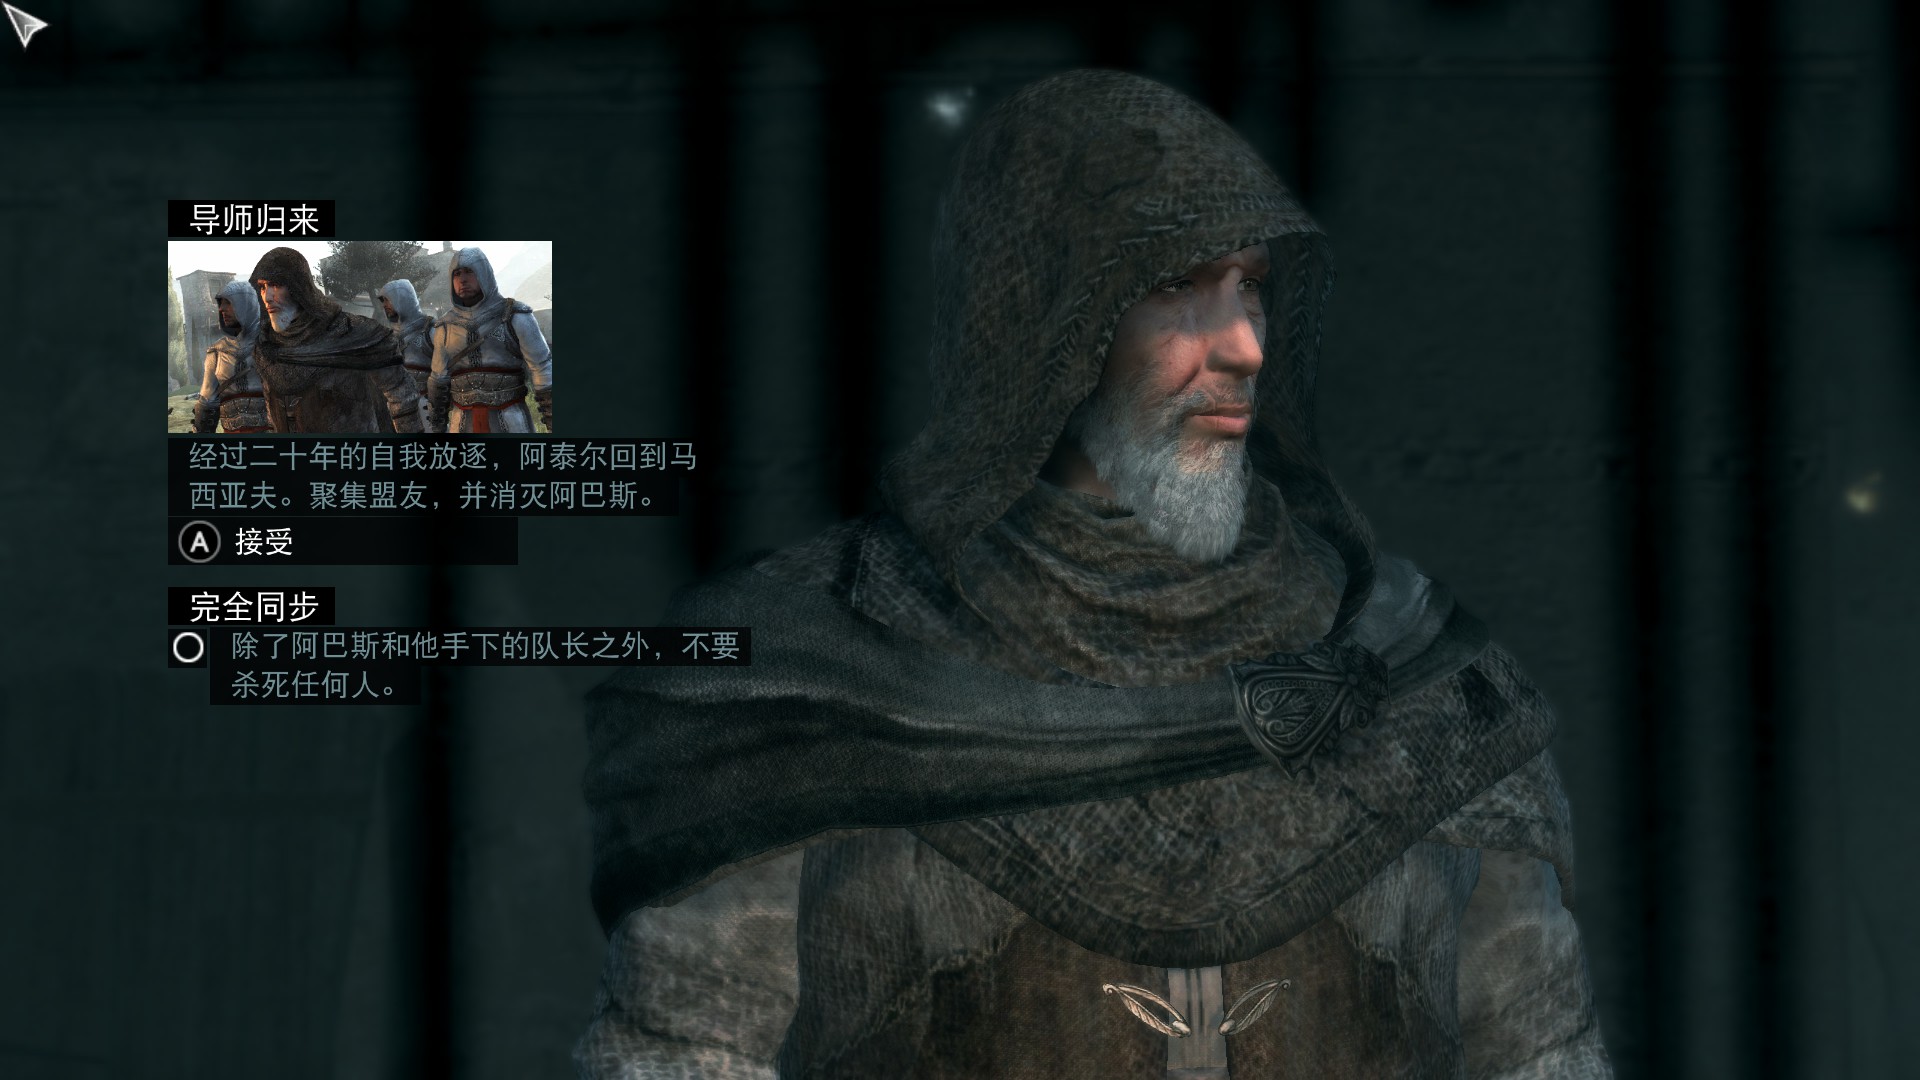 导师归来
经过二十年的自我放逐，阿泰尔回到马
西亚夫。聚集盟友，并消灭阿巴斯。
A 接受
完全同步
除了阿巴斯和他手下的队长之外，不要
杀死任何人。